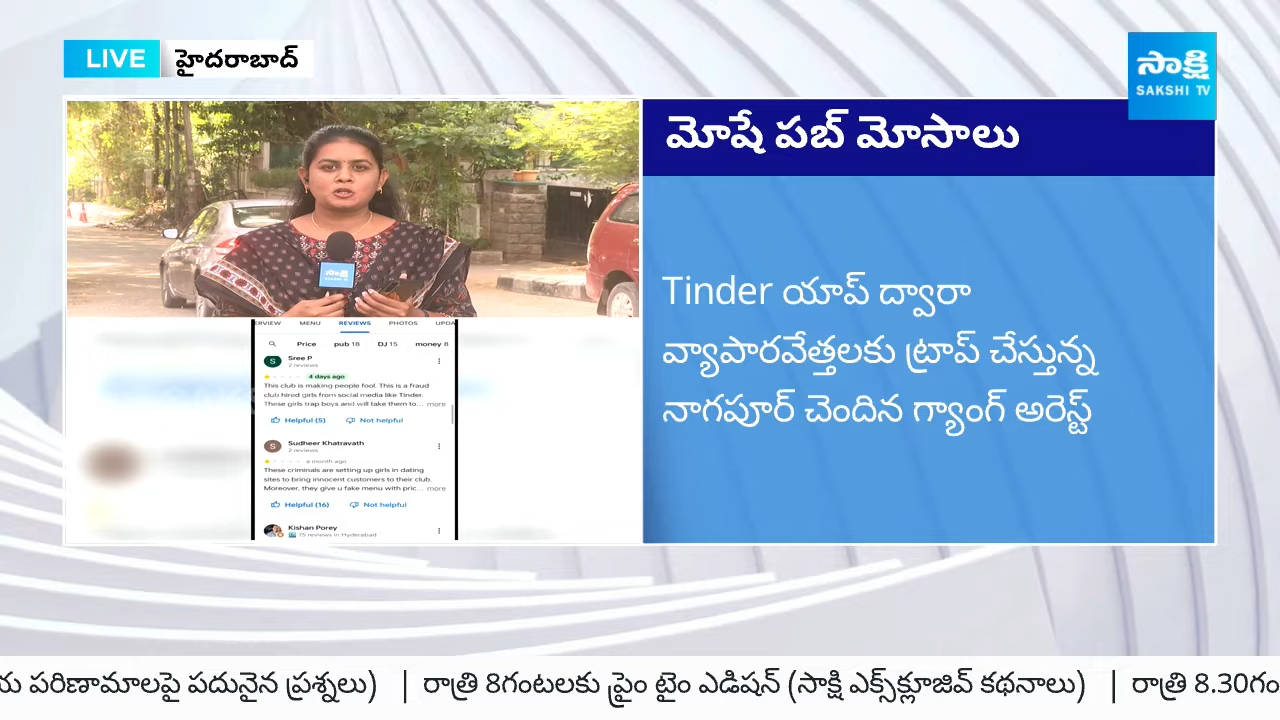 LIVE
హైదరాబాద్
సాక్షి
SAKSHI TV
మోషే పబ్ మోసాలు
Tinder యాప్ ద్వారా
వ్యాపారవేత్తలకు ట్రాప్ చేస్తున్న
నాగపూర్ చెందిన గ్యాంగ్ అరెస్ట్
సాక్షి
SAKSHI TV
ERVIEW MENU REVIEWS PHOTOS UPDA
Price pub 18 DJ 15 money 8
S Sree P
2 reviews
4 days ago
This club is making people fool. This is a fraud
club hired girls from social media like Tinder.
These girls trap boys and will take them to... more
Helpful (5) Not helpful
S Sudheer Khatravath
2 reviews
a month ago
These criminals are setting up girls in dating
sites to bring innocent customers to their club.
Moreover, they give u fake menu with pric... more
Helpful (16) Not helpful
Kishan Porey
75 reviews in Hyderabad
య పరిణామాలపై పదునైన ప్రశ్నలు) | రాత్రి 8గంటలకు ప్రైం టైం ఎడిషన్ (సాక్షి ఎక్స్‌క్లూజివ్ కథనాలు) | రాత్రి 8.30గం